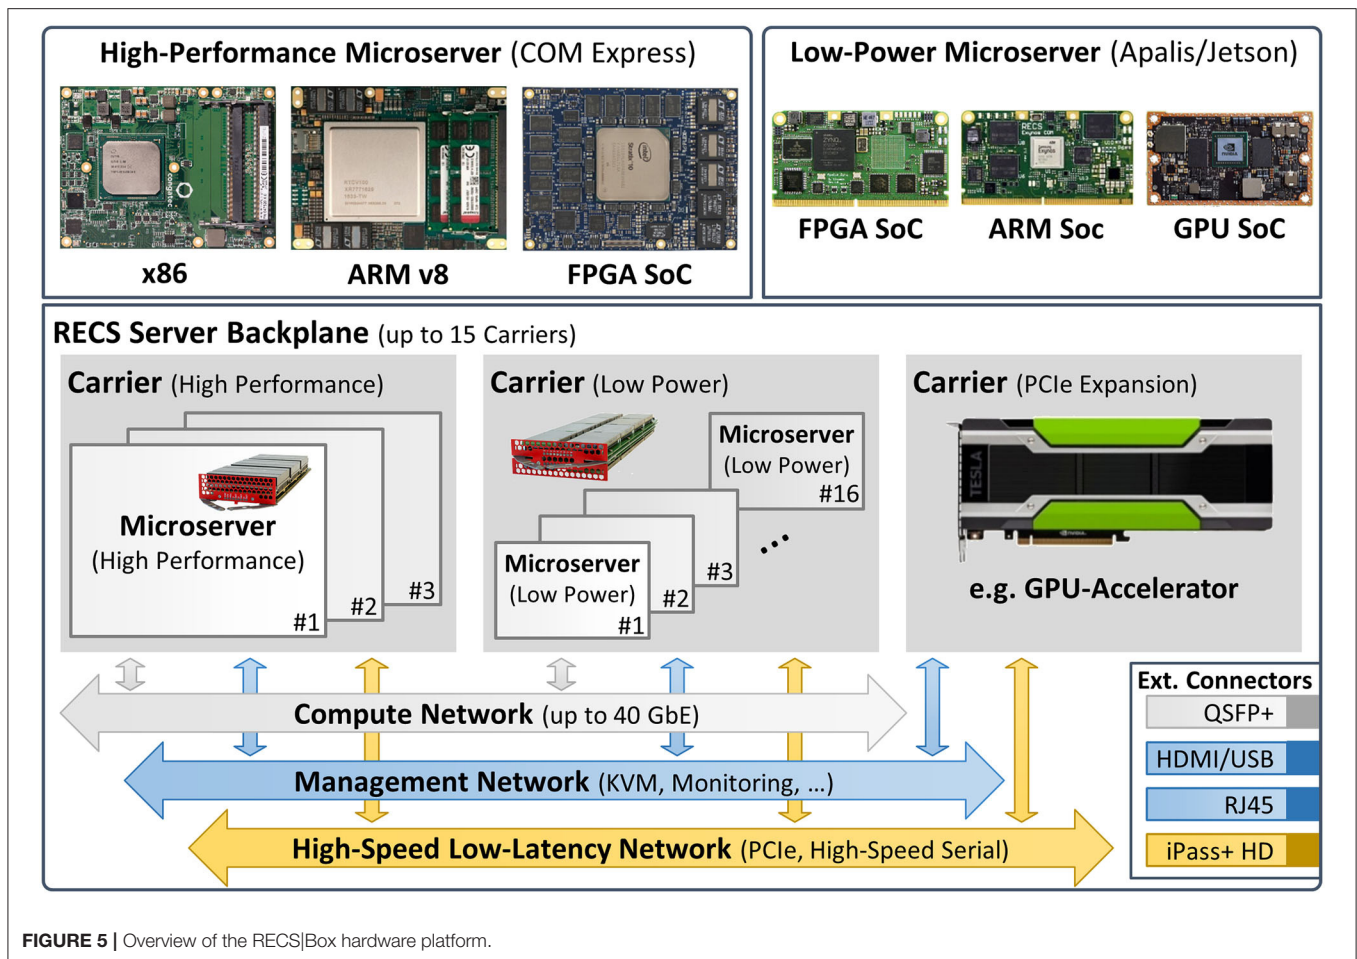 High-Performance Microserver (COM Express)
x86
ARM v8
FPGA SoC
Low-Power Microserver (Apalis/Jetson)
RECS
FPGA SoC
ARM Soc
GPU SoC
RECS Server Backplane (up to 15 Carriers)
Carrier (High Performance)
Microserver
(High Performance)
#1
#2
#3
Carrier (Low Power)
Microserver
(Low Power)
#16
Microserver
(Low Power)
#1
#2
#3
...
Carrier (PCIe Expansion)
TESLA
e.g. GPU-Accelerator
Compute Network (up to 40 GbE)
Management Network (KVM, Monitoring, ...)
High-Speed Low-Latency Network (PCIe, High-Speed Serial)
Ext. Connectors
QSFP+
HDMI/USB
RJ45
iPass+ HD
FIGURE 5 | Overview of the RECS|Box hardware platform.